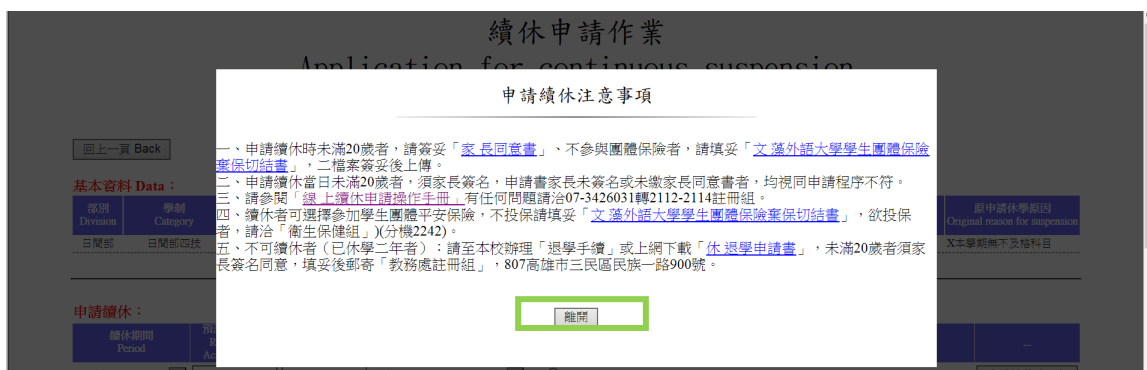 續休申請作業
Application for continuous suspension
申請續休注意事項
回上一頁 Back
一、申請續休時未滿20歲者，請簽妥「家 長同意書」、不參與團體保險者，請填妥「文 藻外語大學學生團體保險
棄保切結書」，二檔案簽妥後上傳。
二、申請續休當日未滿20歲者，須家長簽名，申請書家長未簽名或未繳家長同意書者，均視同申請程序不符。
三、請參閱「線 上續休申請操作手冊」有任何問題請洽07-3426031轉2112-2114註冊組。
四、續休者可選擇參加學生團體平安保險，不投保請填妥「文 藻外語大學學生團體保險棄保切結書」，欲投保
者，請洽「衛生保健組」)(分機2242)。
五、不可續休者（已休學二年者）：請至本校辦理「退學手續」或上網下載「休 退學申請書」，未滿20歲者須家
長簽名同意，填妥後郵寄「教務處註冊組」，807高雄市三民區民族一路900號。
離開
基本資料 Data：
部別 學制 原申請休學原因
Division Category Original reason for suspension
日間部 日間部四技 X本學期無不及格科目
申請續休：
續休期間 ...
Period